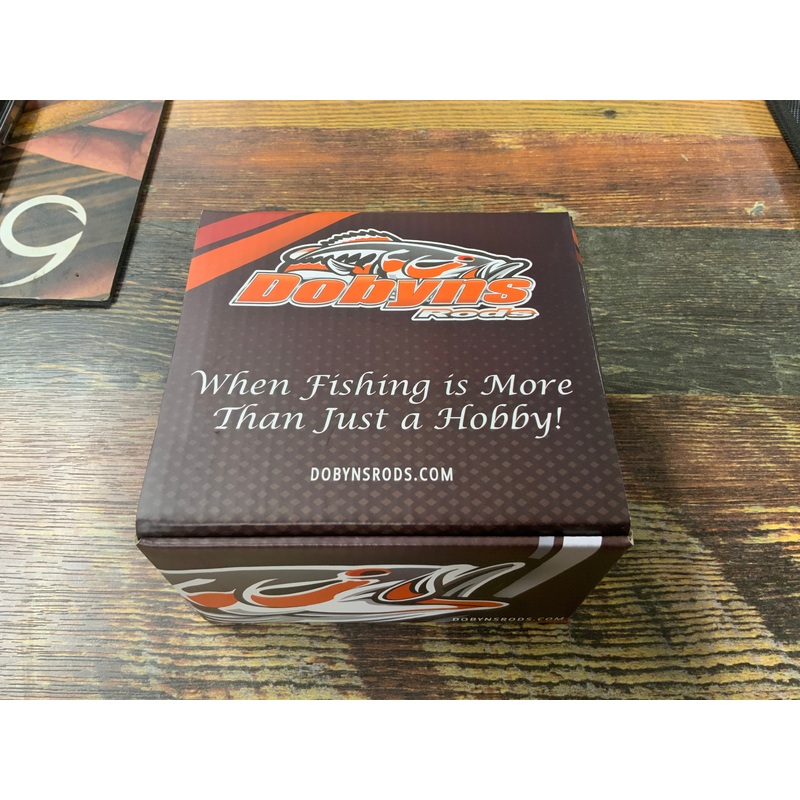 Dobyns
Rods
When Fishing is More
Than Just a Hobby!
DOBYNSRODS.COM
DOBYNSRODS.COM